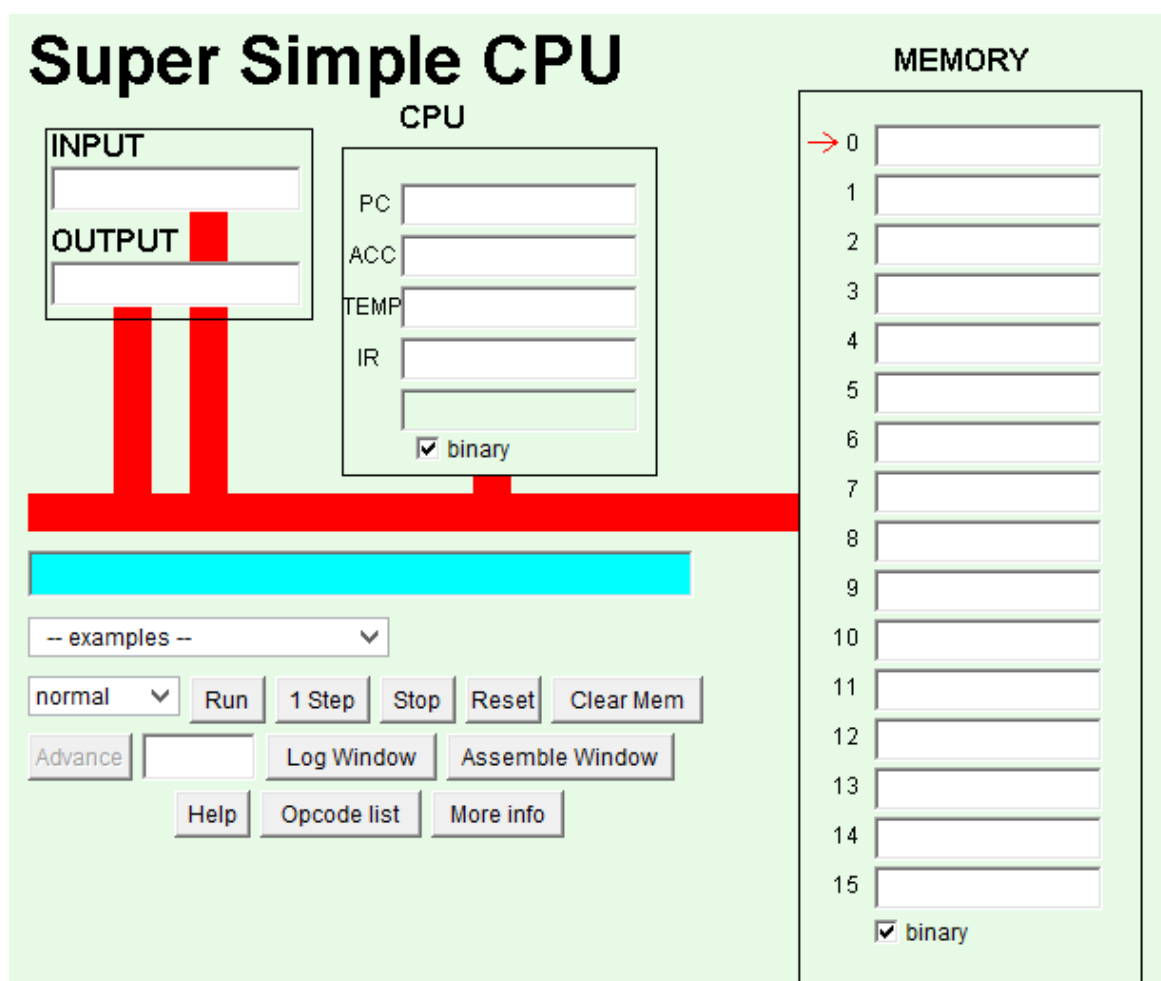 Super Simple CPU
CPU
INPUT
OUTPUT
PC
ACC
TEMP
IR
binary
-- examples --
normal Run 1 Step Stop Reset Clear Mem
Advance Log Window Assemble Window
Help Opcode list More info
MEMORY
0
1
2
3
4
5
6
7
8
9
10
11
12
13
14
15
binary